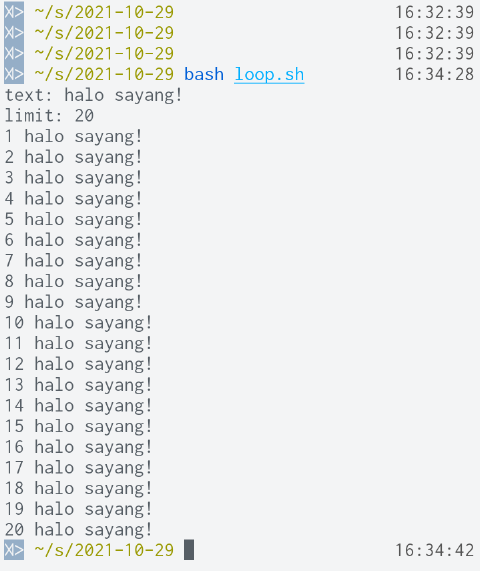 X> ~/s/2021-10-29 16:32:39
X> ~/s/2021-10-29 16:32:39
X> ~/s/2021-10-29 16:32:39
X> ~/s/2021-10-29 bash loop.sh 16:34:28
text: halo sayang!
limit: 20
1 halo sayang!
2 halo sayang!
3 halo sayang!
4 halo sayang!
5 halo sayang!
6 halo sayang!
7 halo sayang!
8 halo sayang!
9 halo sayang!
10 halo sayang!
11 halo sayang!
12 halo sayang!
13 halo sayang!
14 halo sayang!
15 halo sayang!
16 halo sayang!
17 halo sayang!
18 halo sayang!
19 halo sayang!
20 halo sayang!
X> ~/s/2021-10-29 16:34:42